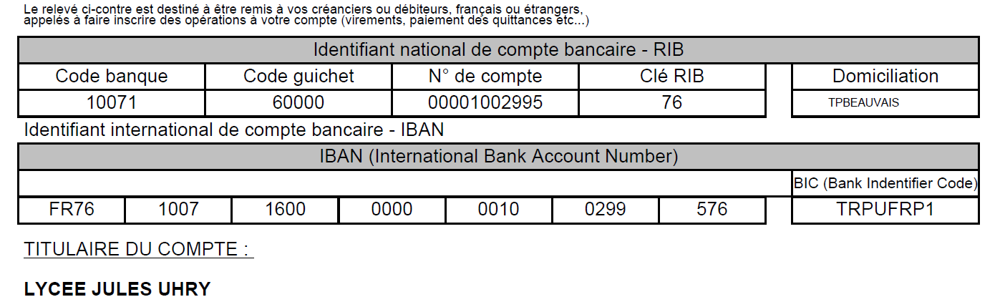 Le relevé ci-contre est destiné à être remis à vos créanciers ou débiteurs, français ou étrangers,
appelés à faire inscrire des opérations à votre compte (virements, paiement des quittances etc...)
Identifiant national de compte bancaire - RIB
Code banque Code guichet N° de compte Clé RIB Domiciliation
10071 60000 00001002995 76 TPBEAUVAIS
Identifiant international de compte bancaire - IBAN
IBAN (International Bank Account Number)
BIC (Bank Indentifier Code)
FR76 1007 1600 0000 0010 0299 576 TRPUFRP1
TITULAIRE DU COMPTE :
LYCEE JULES UHRY